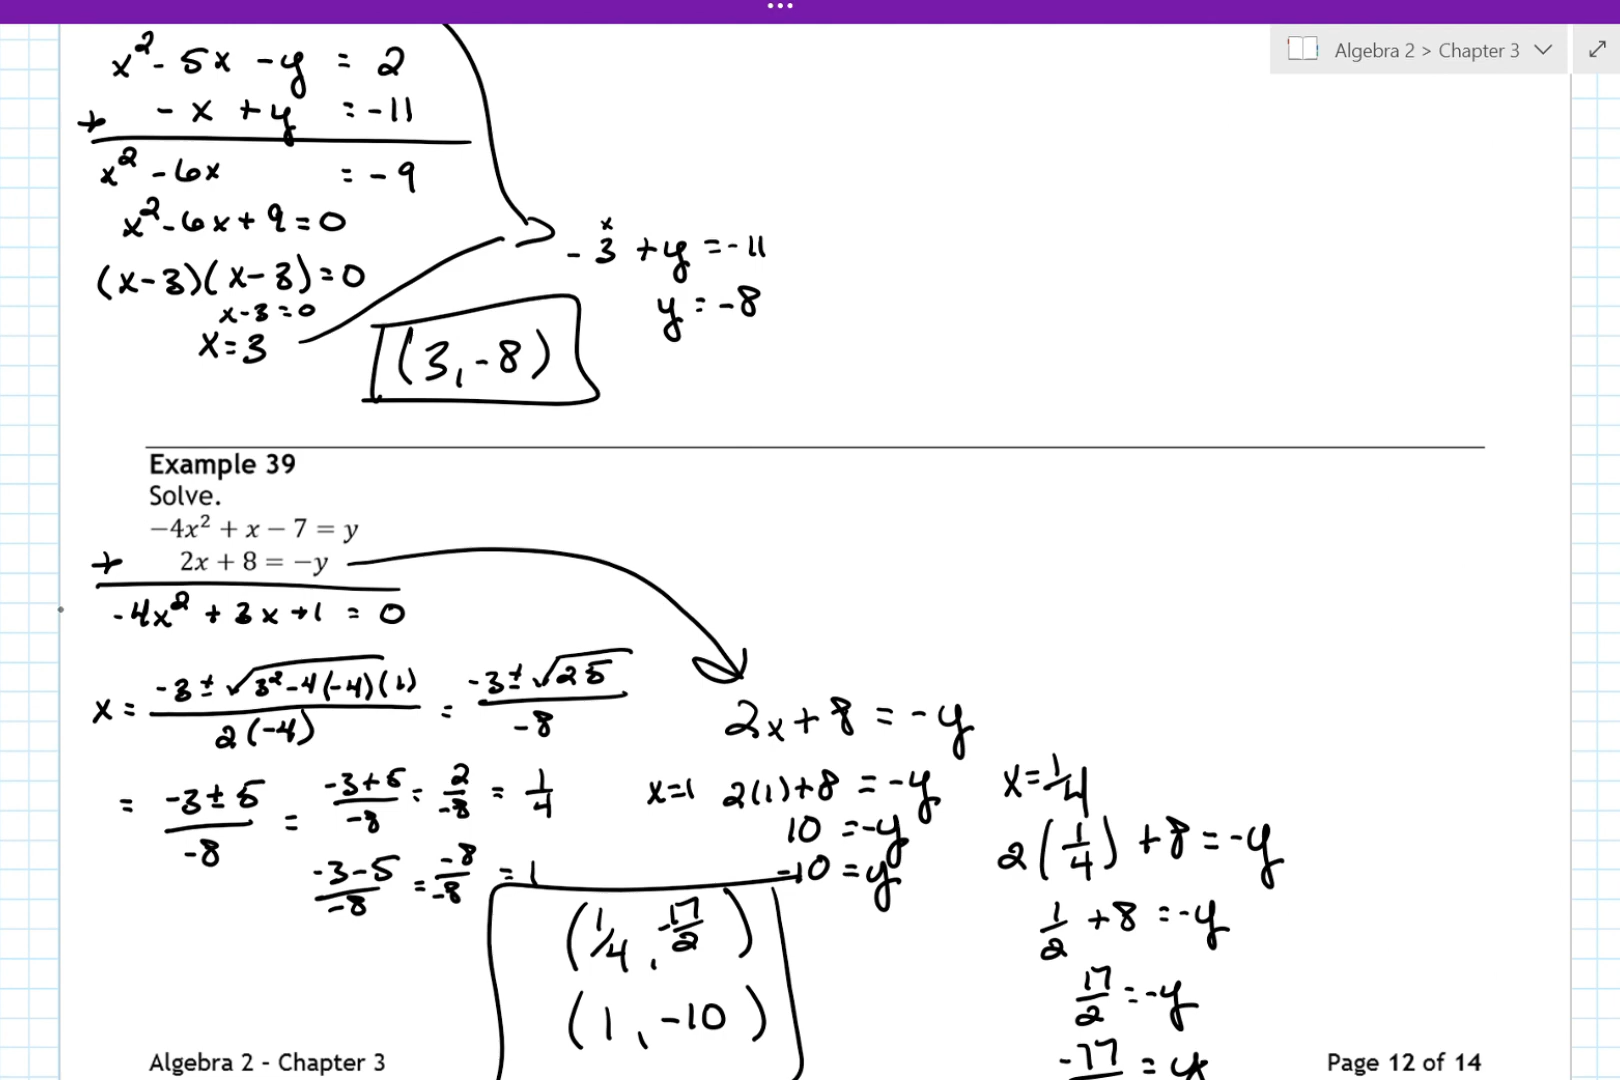 Algebra 2 > Chapter 3
x² - 5x - y = 2
+ - x + y = -11
x² - 6x = -9
x² - 6x + 9 = 0
(x-3)(x-3) = 0
x-3 = 0
x = 3
x
- 3 + y = -11
y = -8
(3, -8)
Example 39
Solve.
−4x² + x − 7 = y
+ 2x + 8 = −y
-4x² + 3x + 1 = 0
x = -3 ± √3²-4(-4)(1) / 2(-4) = -3 ± √25 / -8
= -3 ± 5 / -8 = -3+5 / -8 = 2/-8 = 1/4
-3-5 / -8 = -8/-8 = 1
2x + 8 = -y
x=1 2(1)+8 = -y
10 = -y
-10 = y
x = 1/4
2(1/4) + 8 = -y
1/2 + 8 = -y
17/2 = -y
-17 = y
(1/4, -17/2)
(1, -10)
Algebra 2 - Chapter 3
Page 12 of 14